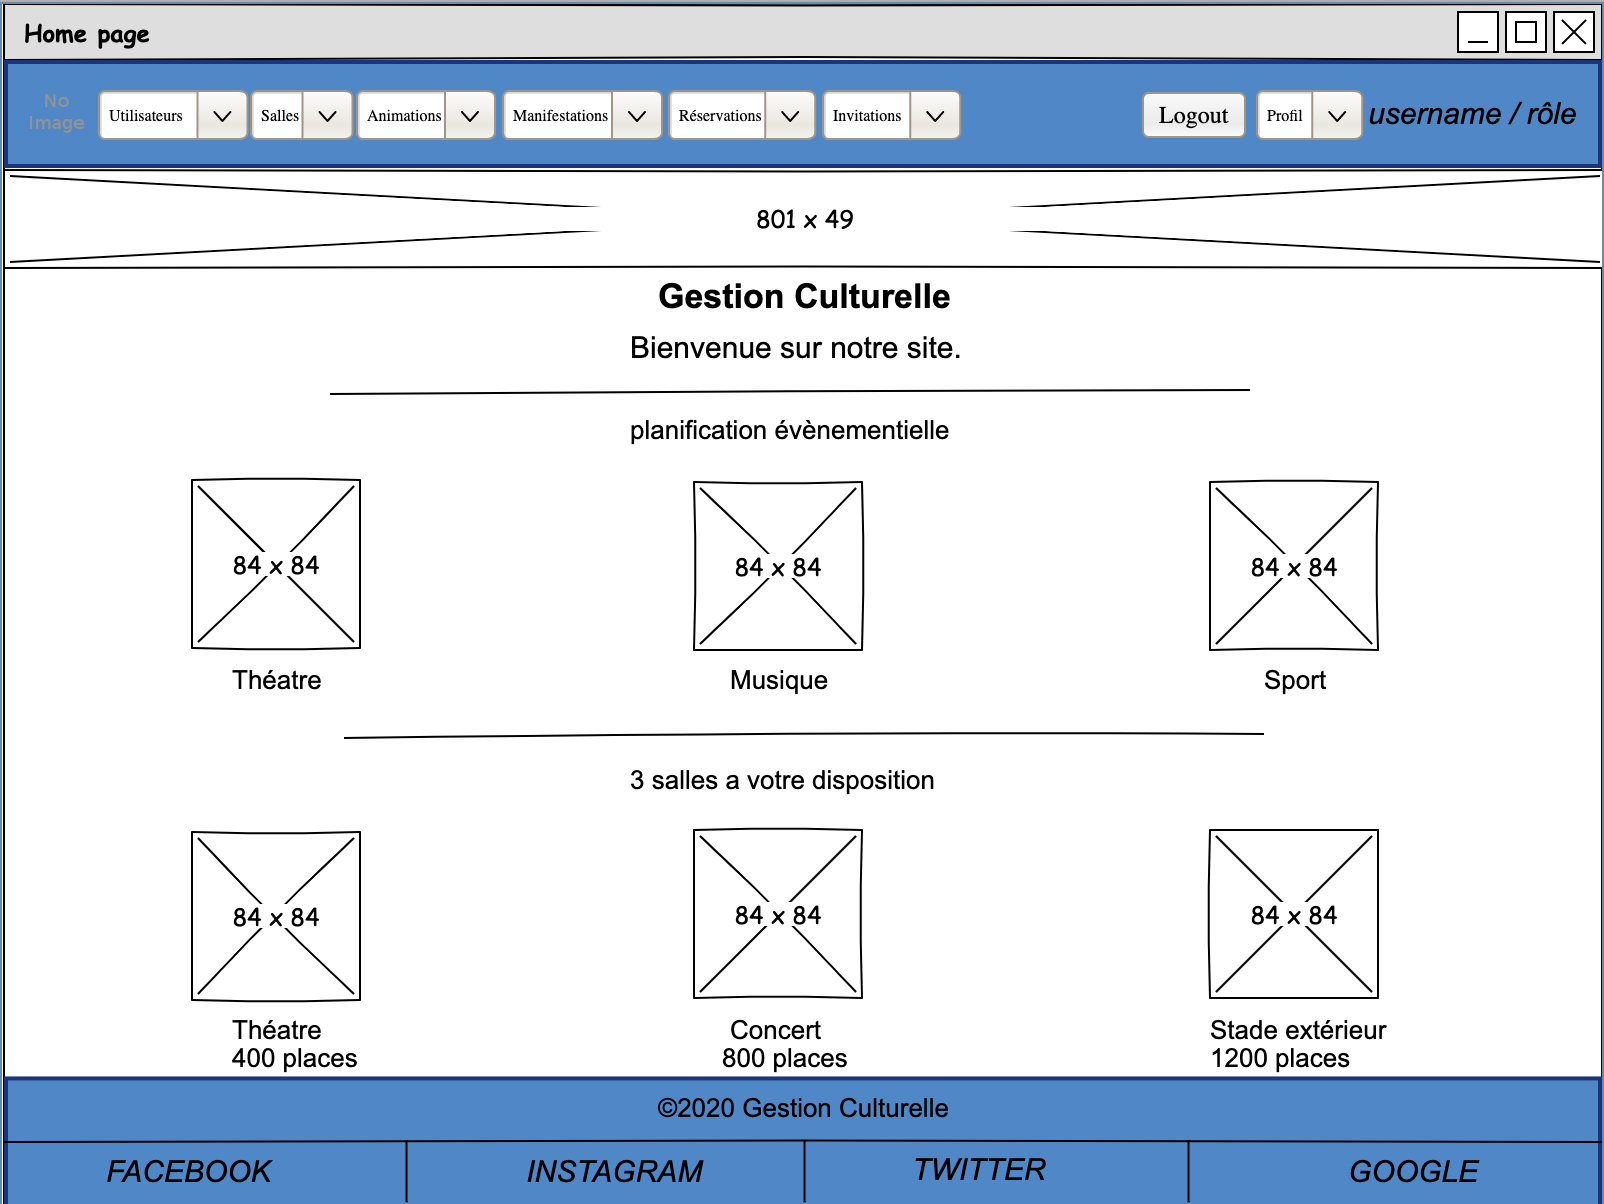 Home page
No
Image
Utilisateurs Salles Animations Manifestations Réservations Invitations Logout Profil username / rôle
801 x 49
Gestion Culturelle
Bienvenue sur notre site.
planification évènementielle
84 x 84 84 x 84 84 x 84
Théatre Musique Sport
3 salles a votre disposition
84 x 84 84 x 84 84 x 84
Théatre Concert Stade extérieur
400 places 800 places 1200 places
©2020 Gestion Culturelle
FACEBOOK INSTAGRAM TWITTER GOOGLE